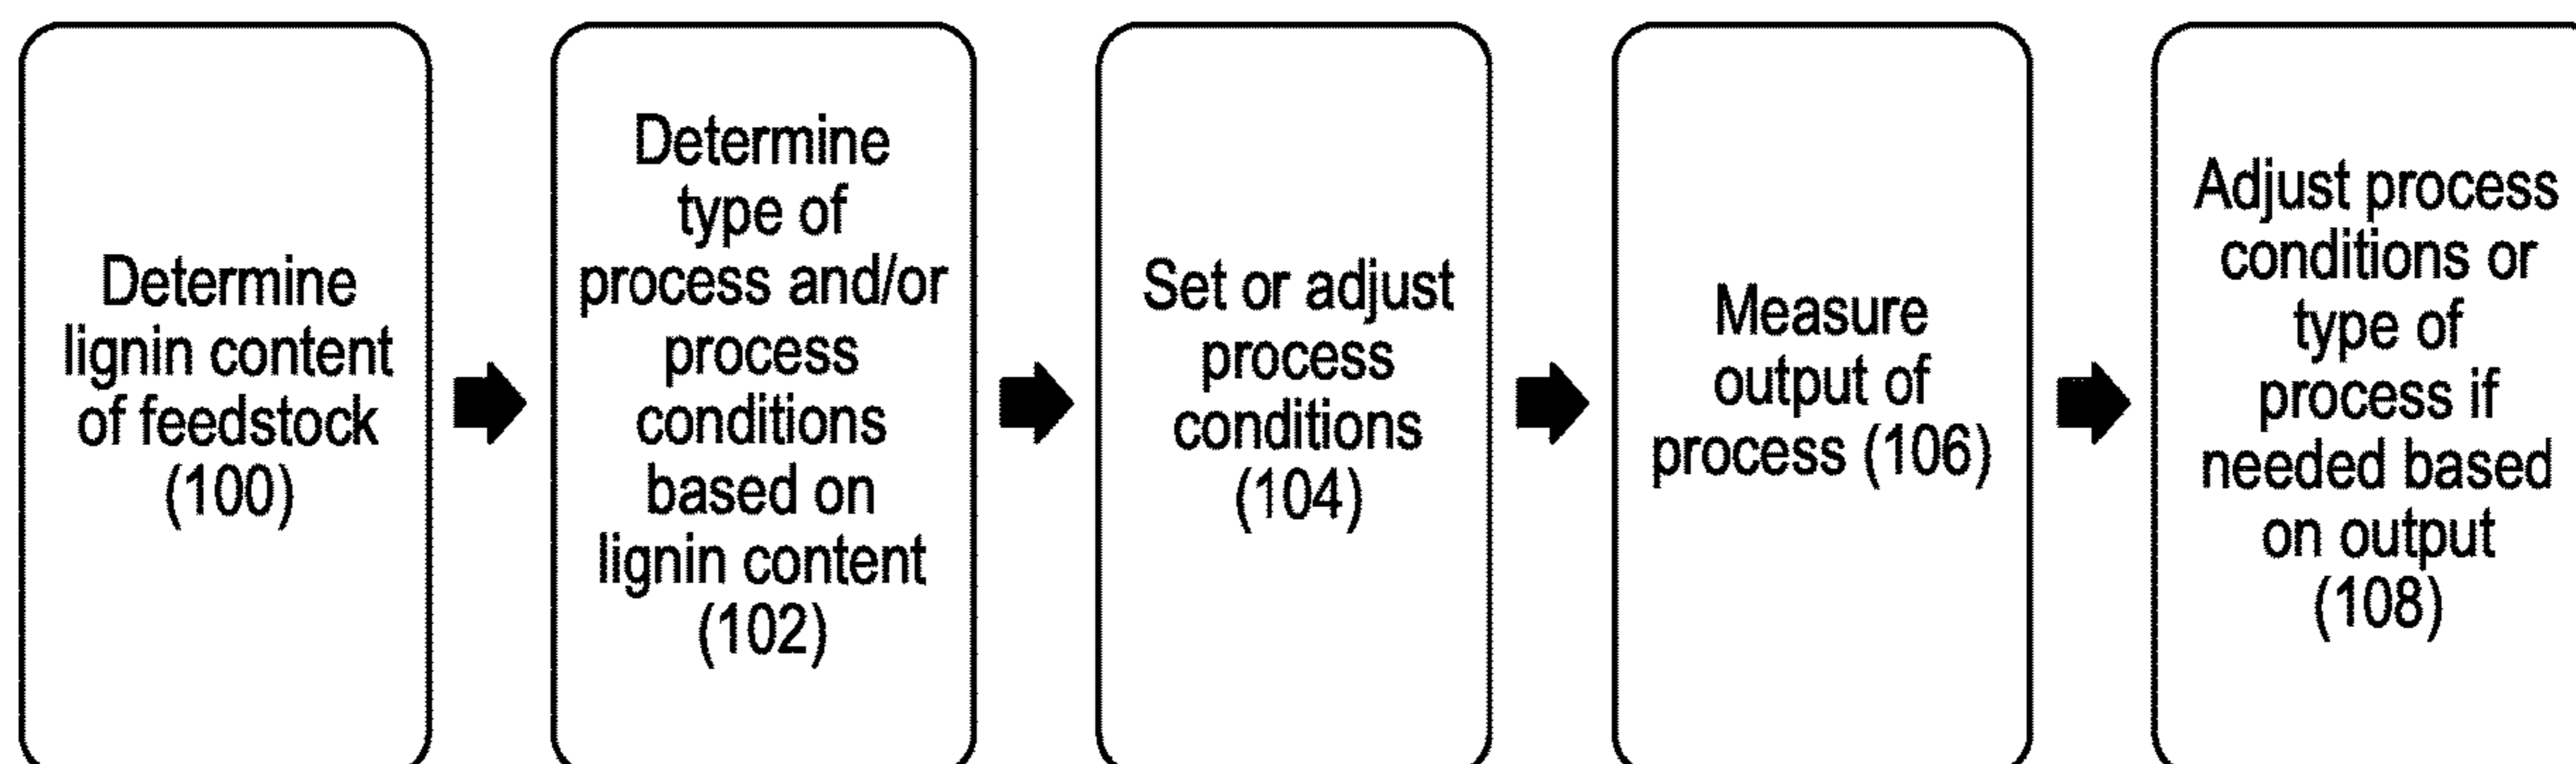 Determine
lignin content
of feedstock
(100)
Determine
type of
process and/or
process
conditions
based on
lignin content
(102)
Set or adjust
process
conditions
(104)
Measure
output of
process (106)
Adjust process
conditions or
type of
process if
needed based
on output
(108)